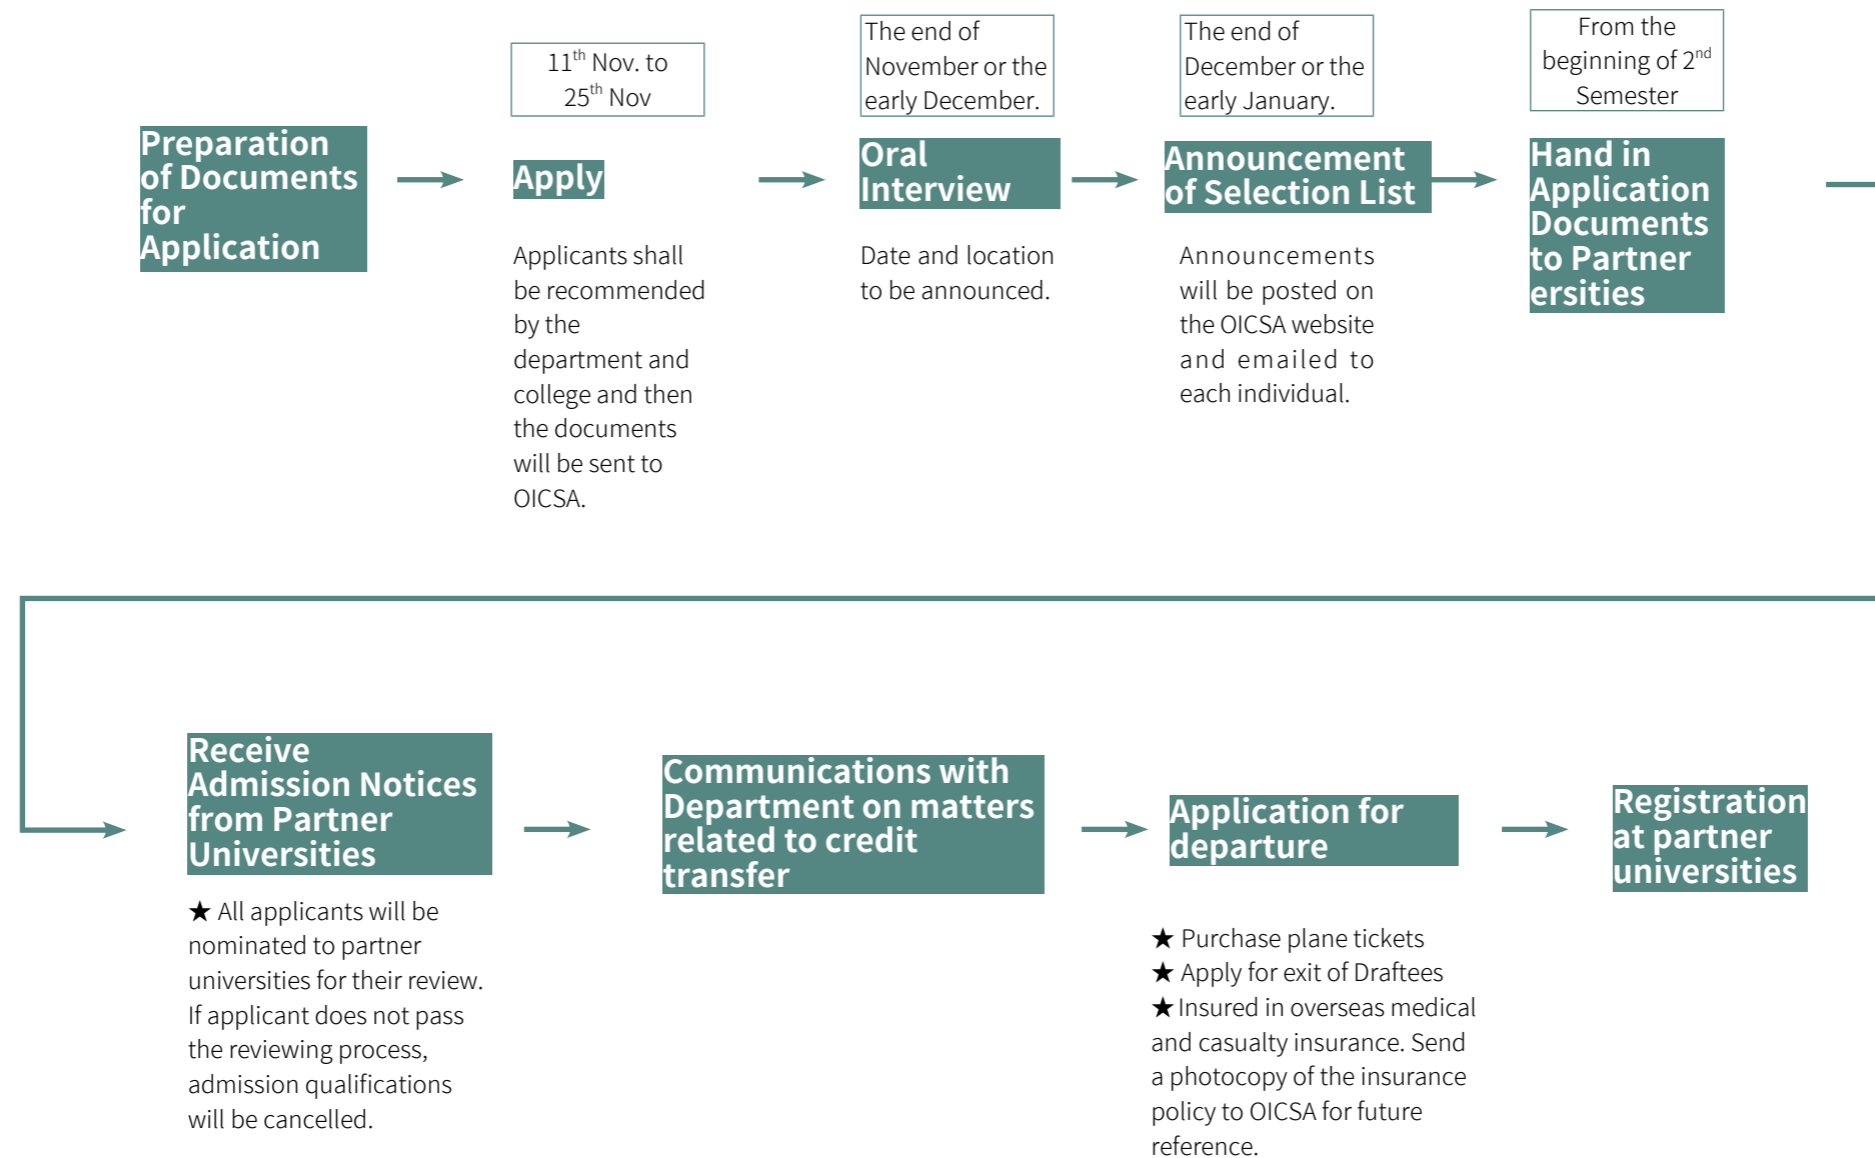 Preparation
of Documents
for
Application
11th Nov. to
25th Nov
Apply
Applicants shall
be recommended
by the
department and
college and then
the documents
will be sent to
OICSA.
The end of
November or the
early December.
Oral
Interview
Date and location
to be announced.
The end of
December or the
early January.
Announcement
of Selection List
Announcements
will be posted on
the OICSA website
and emailed to
each individual.
From the
beginning of 2nd
Semester
Hand in
Application
Documents
to Partner
ersities
Receive
Admission Notices
from Partner
Universities
★ All applicants will be
nominated to partner
universities for their review.
If applicant does not pass
the reviewing process,
admission qualifications
will be cancelled.
Communications with
Department on matters
related to credit
transfer
Application for
departure
★ Purchase plane tickets
★ Apply for exit of Draftees
★ Insured in overseas medical
and casualty insurance. Send
a photocopy of the insurance
policy to OICSA for future
reference.
Registration
at partner
universities